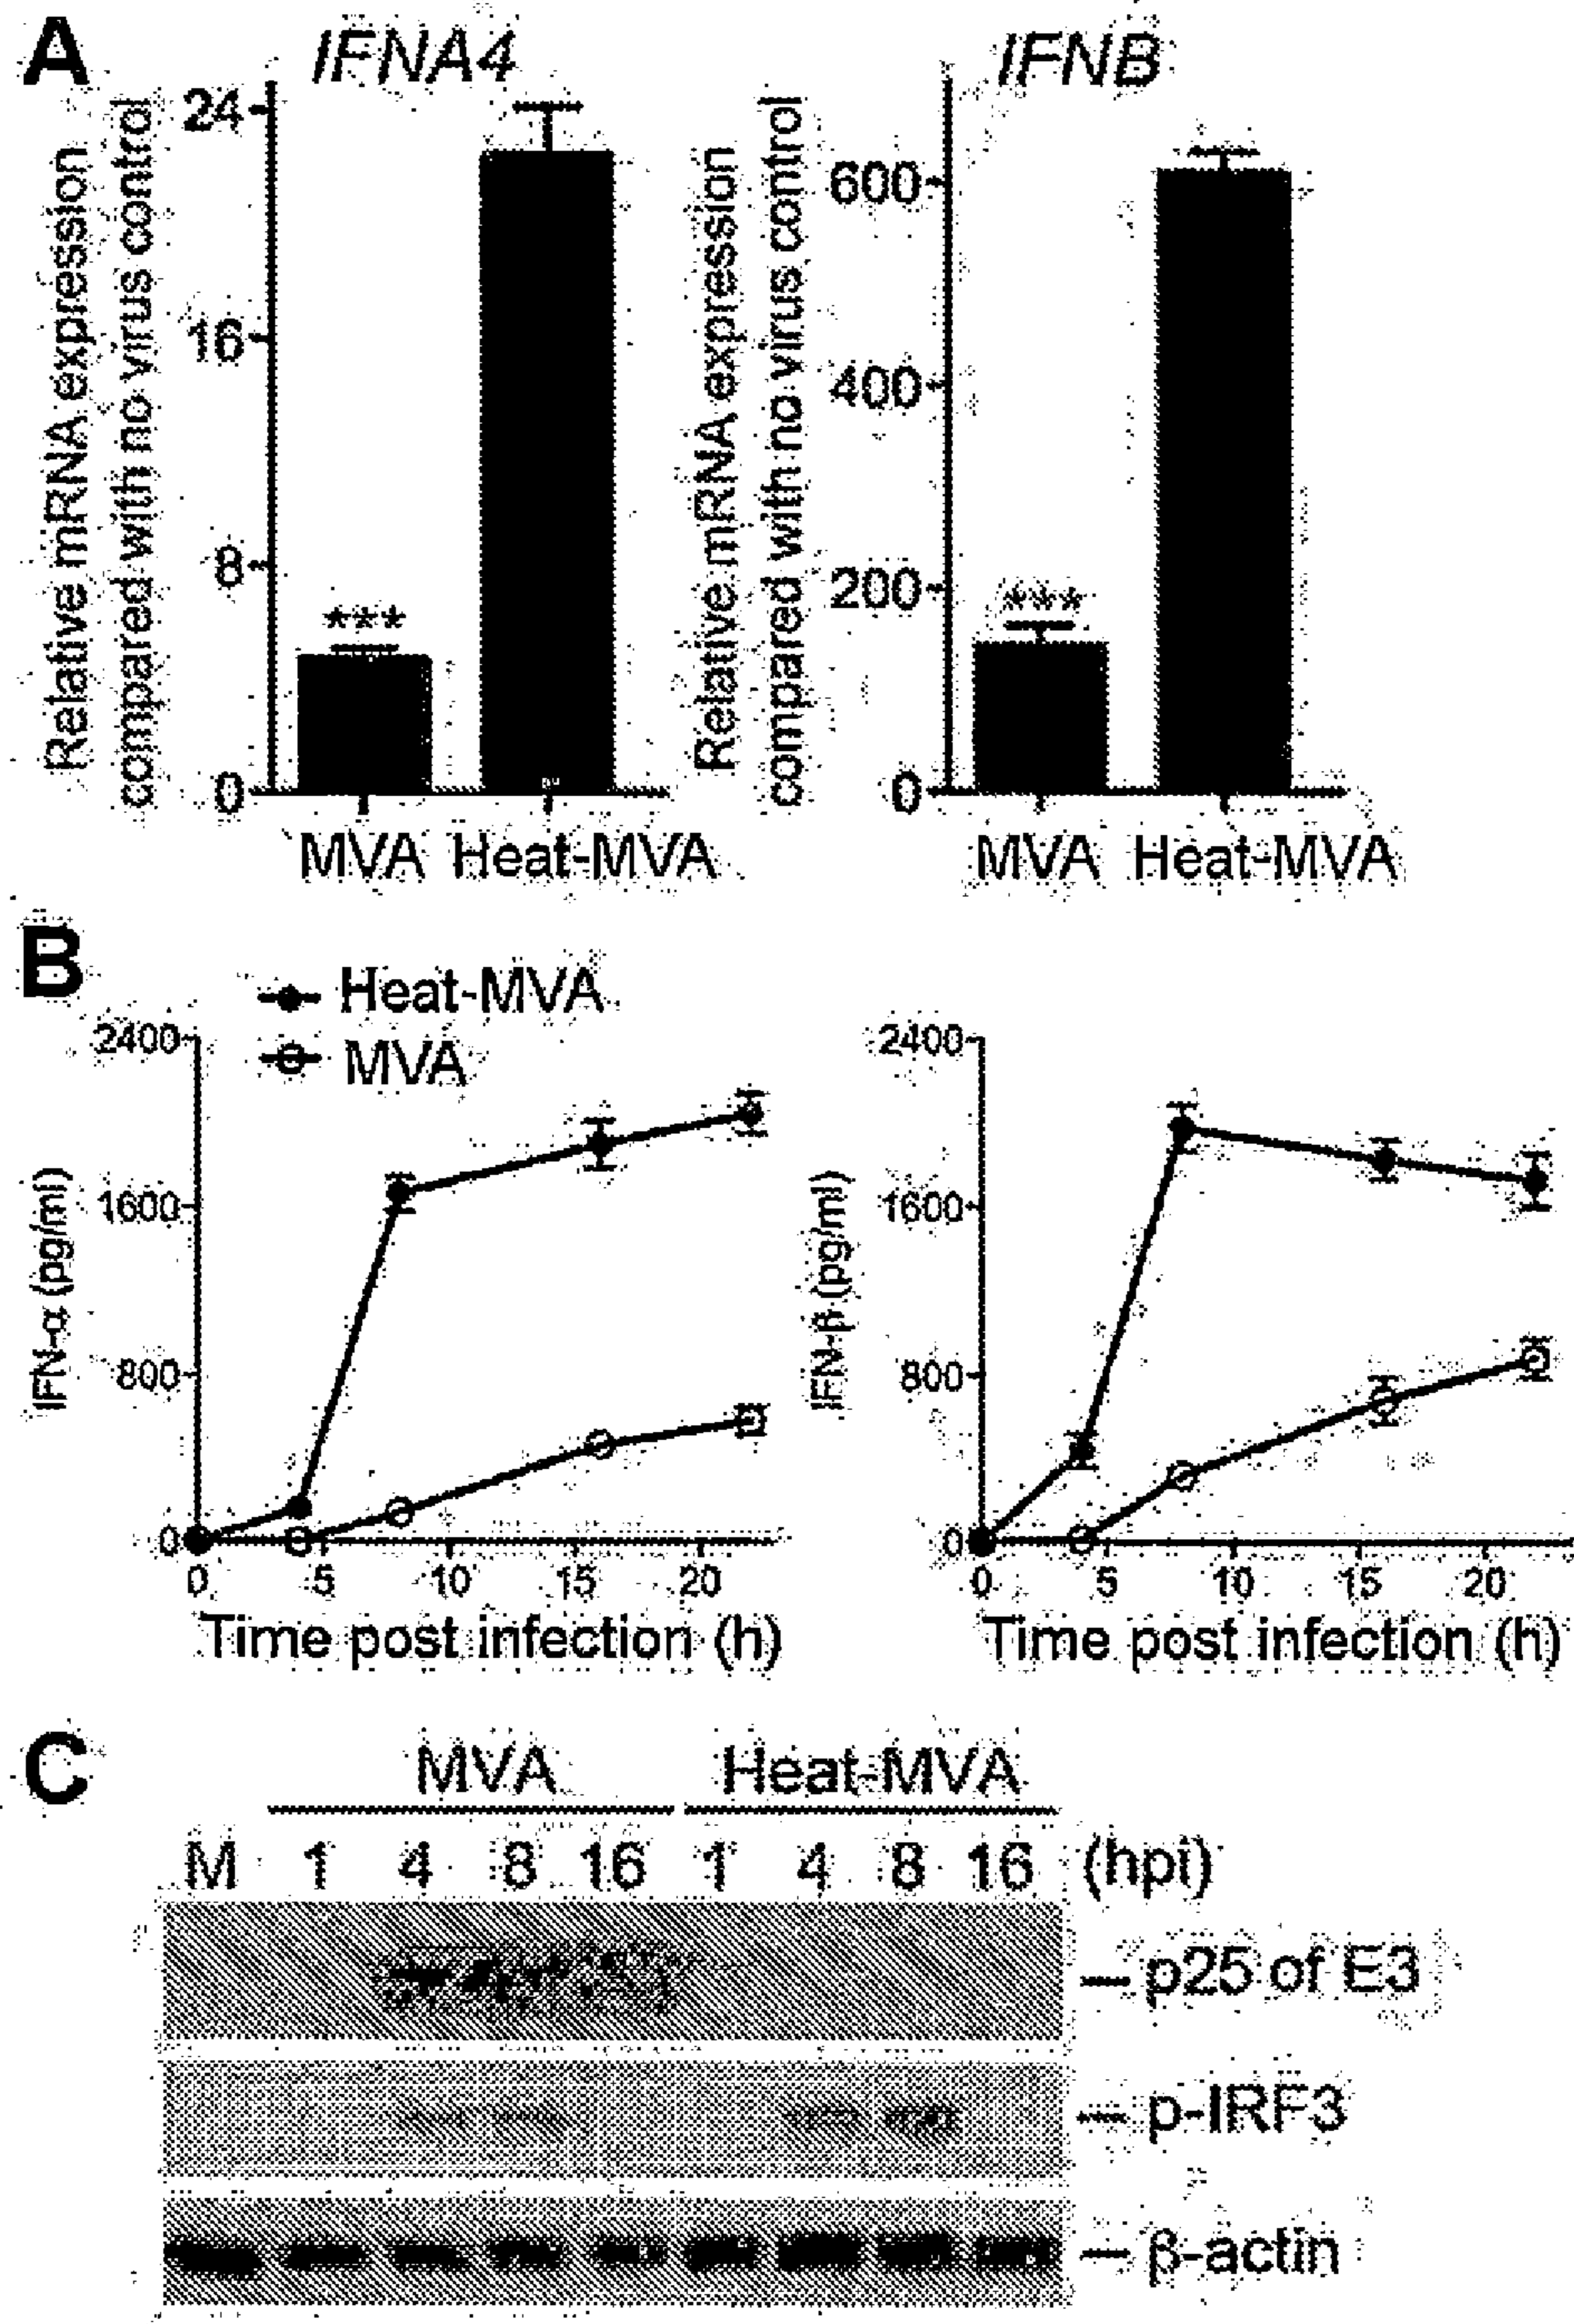 A
IFNA4
IFNB
Relative mRNA expression
compared with no virus control
24
16
8
0
***
MVA Heat-MVA
Relative mRNA expression
compared with no virus control
600
400
200
0
***
MVA Heat-MVA
B
Heat-MVA
MVA
IFN-α (pg/ml)
2400
1600
800
0
0 5 10 15 20
Time post infection (h)
IFN-β (pg/ml)
2400
1600
800
0
0 5 10 15 20
Time post infection (h)
C
MVA Heat-MVA
M 1 4 8 16 1 4 8 16 (hpi)
p25 of E3
p-IRF3
β-actin